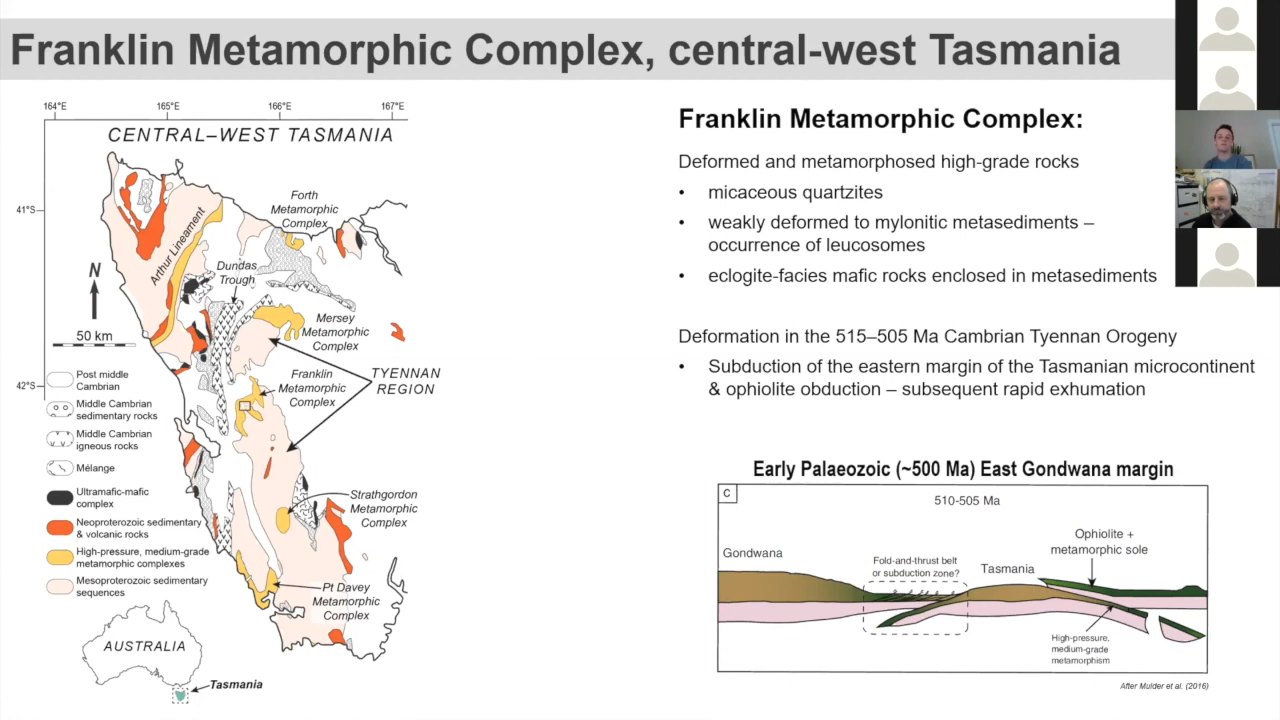 Franklin Metamorphic Complex, central-west Tasmania
164°E 165°E 166°E 167°E
CENTRAL–WEST TASMANIA
41°S
42°S
Forth
Metamorphic
Complex
Arthur Lineament
Dundas
Trough
N
50 km
Mersey
Metamorphic
Complex
Franklin
Metamorphic
Complex
TYENNAN
REGION
Strathgordon
Metamorphic
Complex
Pt Davey
Metamorphic
Complex
Post middle
Cambrian
Middle Cambrian
sedimentary rocks
Middle Cambrian
igneous rocks
Mélange
Ultramafic-mafic
complex
Neoproterozoic sedimentary
& volcanic rocks
High-pressure, medium-grade
metamorphic complexes
Mesoproterozoic sedimentary
sequences
AUSTRALIA
Tasmania
Franklin Metamorphic Complex:
Deformed and metamorphosed high-grade rocks
• micaceous quartzites
• weakly deformed to mylonitic metasediments –
occurrence of leucosomes
• eclogite-facies mafic rocks enclosed in metasediments
Deformation in the 515–505 Ma Cambrian Tyennan Orogeny
• Subduction of the eastern margin of the Tasmanian microcontinent
& ophiolite obduction – subsequent rapid exhumation
Early Palaeozoic (~500 Ma) East Gondwana margin
C
510-505 Ma
Gondwana
Fold-and-thrust belt
or subduction zone?
Tasmania
Ophiolite +
metamorphic sole
High-pressure,
medium-grade
metamorphism
After Mulder et al. (2016)